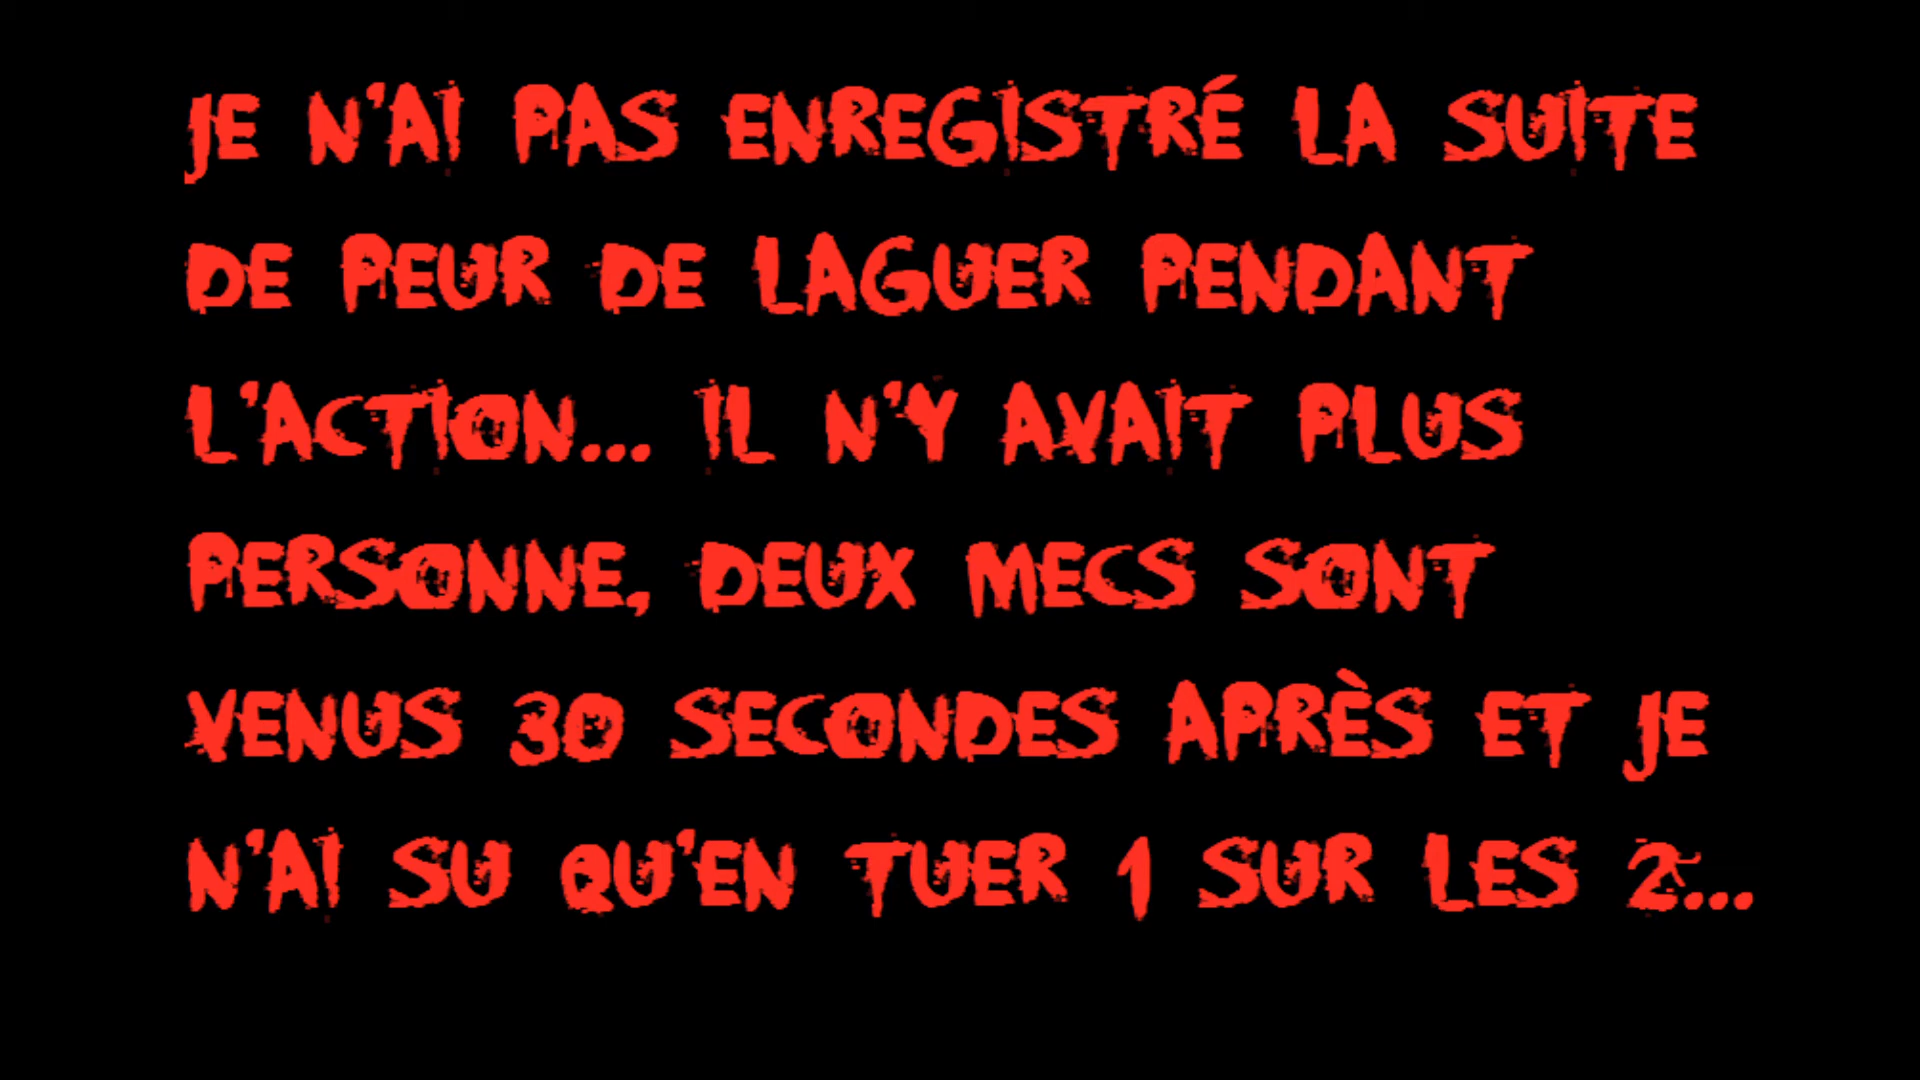 JE N'AI PAS ENREGISTRÉ LA SUITE
DE PEUR DE LAGUER PENDANT
L'ACTION... IL N'Y AVAIT PLUS
PERSONNE, DEUX MECS SONT
VENUS 30 SECONDES APRÈS ET JE
N'AI SU QU'EN TUER 1 SUR LES 2...